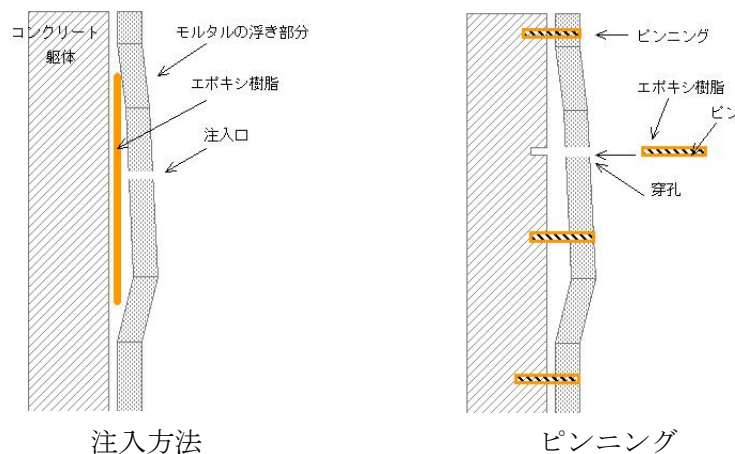 コンクリート
躯体
モルタルの浮き部分
エポキシ樹脂
注入口
注入方法
ピンニング
エポキシ樹脂
ピン
穿孔
ピンニング